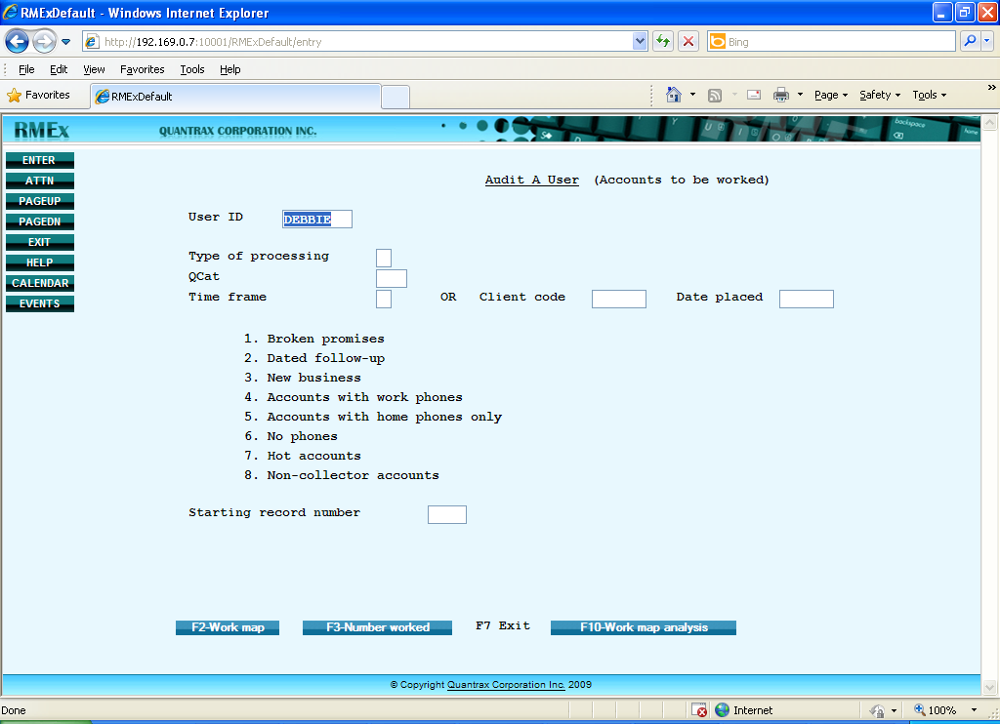 RMExDefault - Windows Internet Explorer
http://192.169.0.7:10001/RMExDefault/entry
Bing
File Edit View Favorites Tools Help
Favorites RMExDefault Page Safety Tools
RMEx QUANTRAX CORPORATION INC.
backspace
home
ENTER
ATTN
PAGEUP
PAGEDN
EXIT
HELP
CALENDAR
EVENTS
Audit A User (Accounts to be worked)
User ID DEBBIE
Type of processing
QCat
Time frame OR Client code Date placed
1. Broken promises
2. Dated follow-up
3. New business
4. Accounts with work phones
5. Accounts with home phones only
6. No phones
7. Hot accounts
8. Non-collector accounts
Starting record number
F2-Work map F3-Number worked F7 Exit F10-Work map analysis
© Copyright Quantrax Corporation Inc. 2009
Done Internet 100%